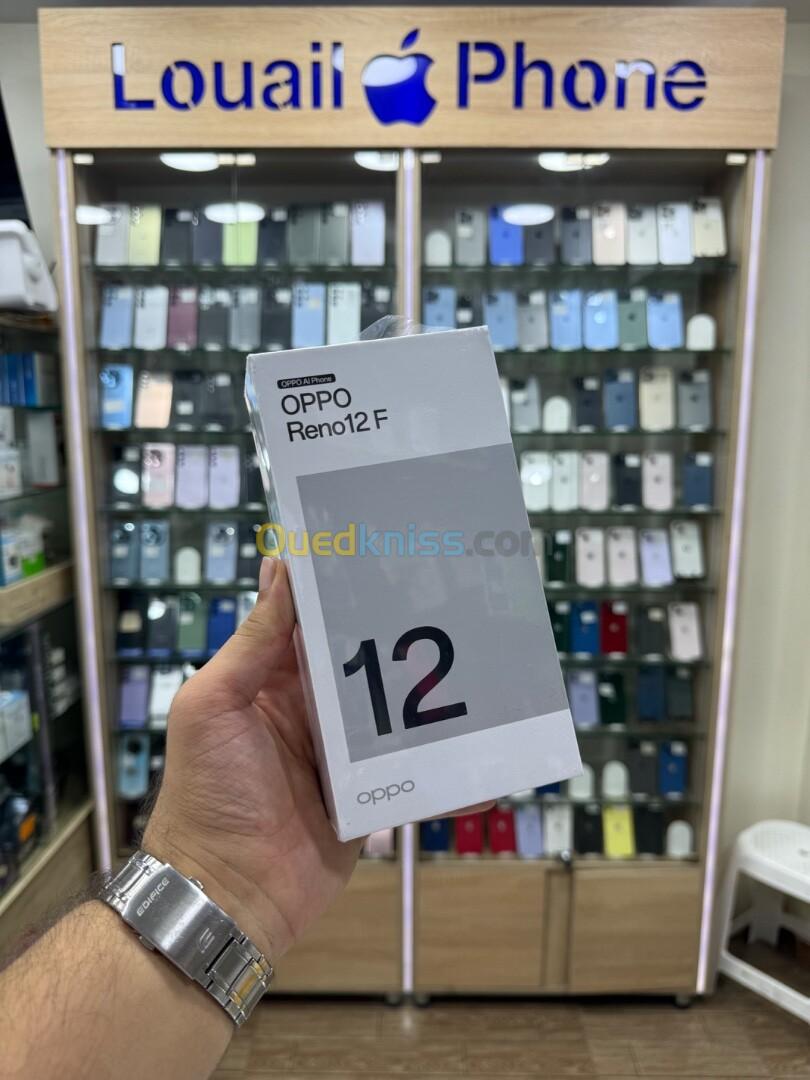 Louail Phone
OPPO AI Phone
OPPO
Reno12 F
Ouedkniss.com
12
oppo
EDIFICE